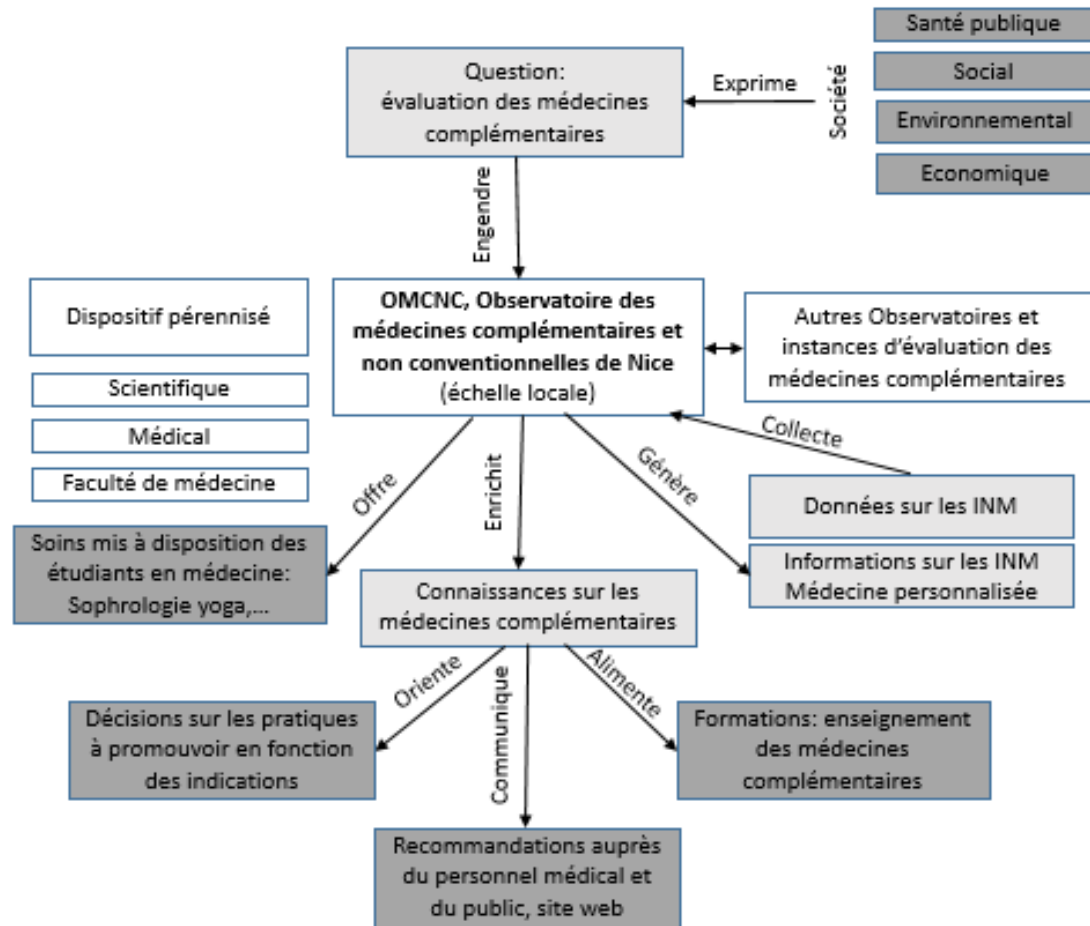 Santé publique
Social
Environnemental
Economique
Société
Exprime
Question:
évaluation des médecines
complémentaires
Engendre
Dispositif pérennisé
Scientifique
Médical
Faculté de médecine
OMCNC, Observatoire des
médecines complémentaires et
non conventionnelles de Nice
(échelle locale)
Autres Observatoires et
instances d'évaluation des
médecines complémentaires
Collecte
Offre
Enrichit
Génère
Données sur les INM
Informations sur les INM
Médecine personnalisée
Soins mis à disposition des
étudiants en médecine:
Sophrologie yoga,...
Connaissances sur les
médecines complémentaires
Oriente
Communique
Alimente
Décisions sur les pratiques
à promouvoir en fonction
des indications
Formations: enseignement
des médecines
complémentaires
Recommandations auprès
du personnel médical et
du public, site web